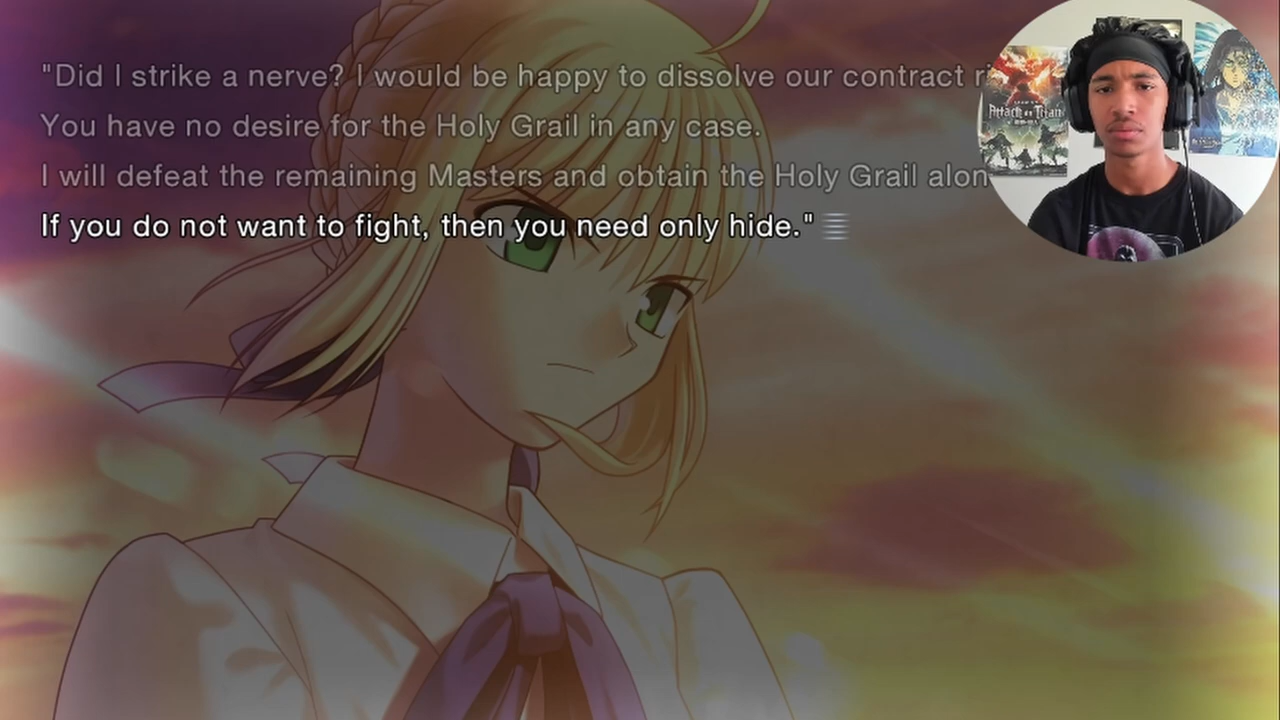 "Did I strike a nerve? I would be happy to dissolve our contract
You have no desire for the Holy Grail in any case.
I will defeat the remaining Masters and obtain the Holy Grail
If you do not want to fight, then you need only hide."
Attack on Titan